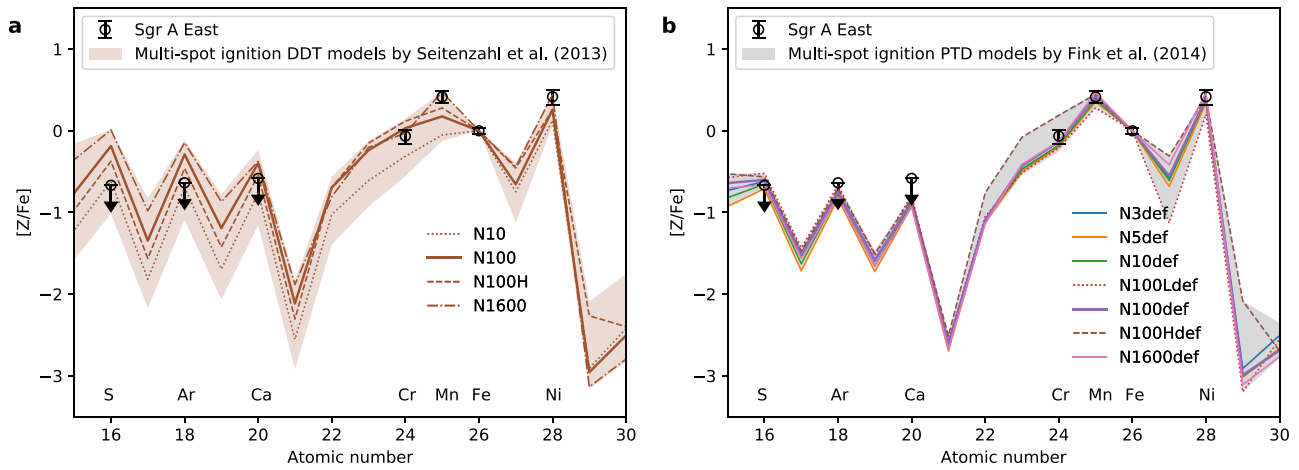 a
Sgr A East
Multi-spot ignition DDT models by Seitenzahl et al. (2013)
[Z/Fe]
1
0
−1
−2
−3
N10
N100
N100H
N1600
S Ar Ca Cr Mn Fe Ni
16 18 20 22 24 26 28 30
Atomic number
b
Sgr A East
Multi-spot ignition PTD models by Fink et al. (2014)
[Z/Fe]
1
0
−1
−2
−3
N3def
N5def
N10def
N100Ldef
N100def
N100Hdef
N1600def
S Ar Ca Cr Mn Fe Ni
16 18 20 22 24 26 28 30
Atomic number